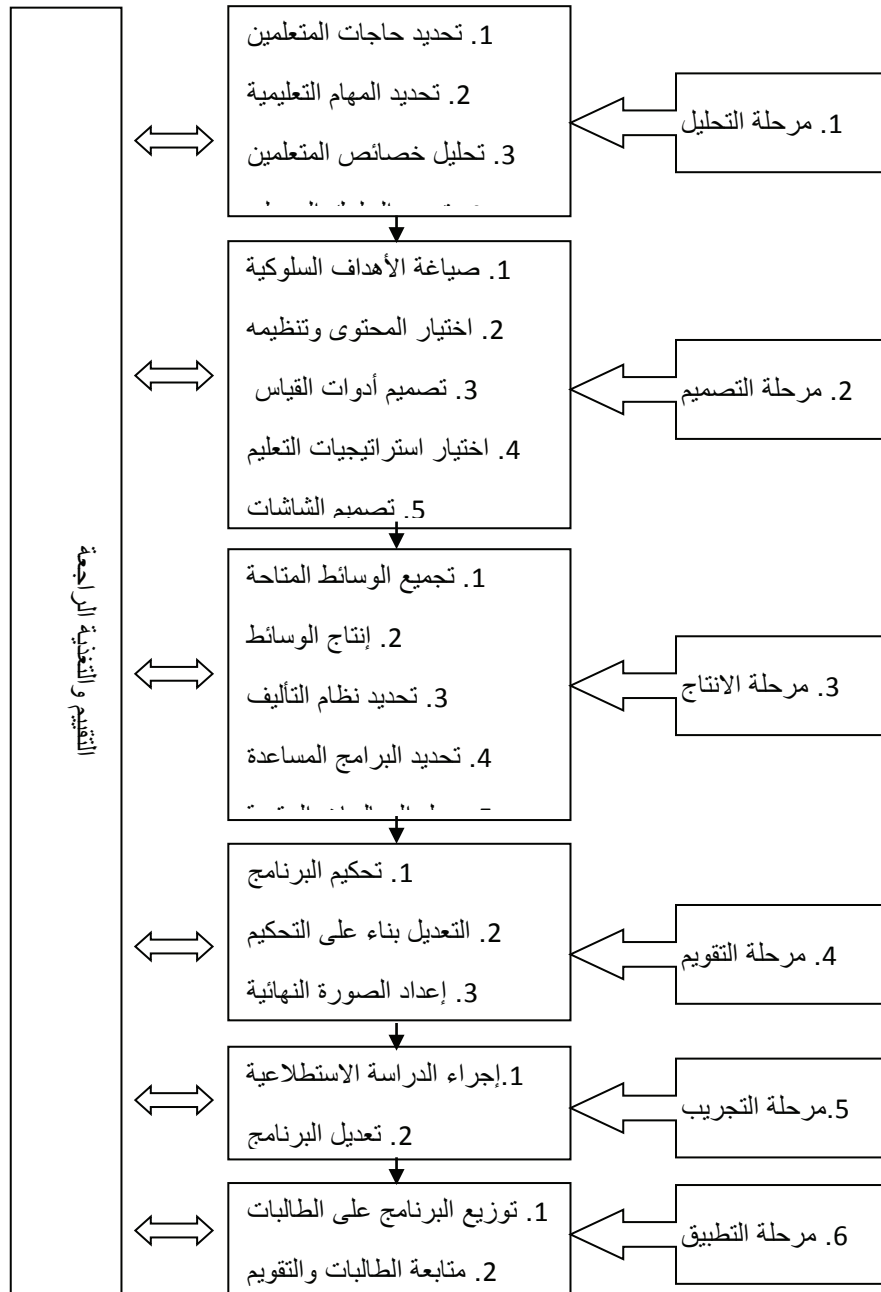 1. مرحلة التحليل
1. تحديد حاجات المتعلمين
2. تحديد المهام التعليمية
3. تحليل خصائص المتعلمين
2. مرحلة التصميم
1. صياغة الأهداف السلوكية
2. اختيار المحتوى وتنظيمه
3. تصميم أدوات القياس
4. اختيار استراتيجيات التعليم
5. تصميم الشاشات
3. مرحلة الانتاج
1. تجميع الوسائط المتاحة
2. إنتاج الوسائط
3. تحديد نظام التأليف
4. تحديد البرامج المساعدة
4. مرحلة التقويم
1. تحكيم البرنامج
2. التعديل بناء على التحكيم
3. إعداد الصورة النهائية
5.مرحلة التجريب
1.إجراء الدراسة الاستطلاعية
2. تعديل البرنامج
6. مرحلة التطبيق
1. توزيع البرنامج على الطالبات
2. متابعة الطالبات والتقويم
التقييم والتغذية الراجعة